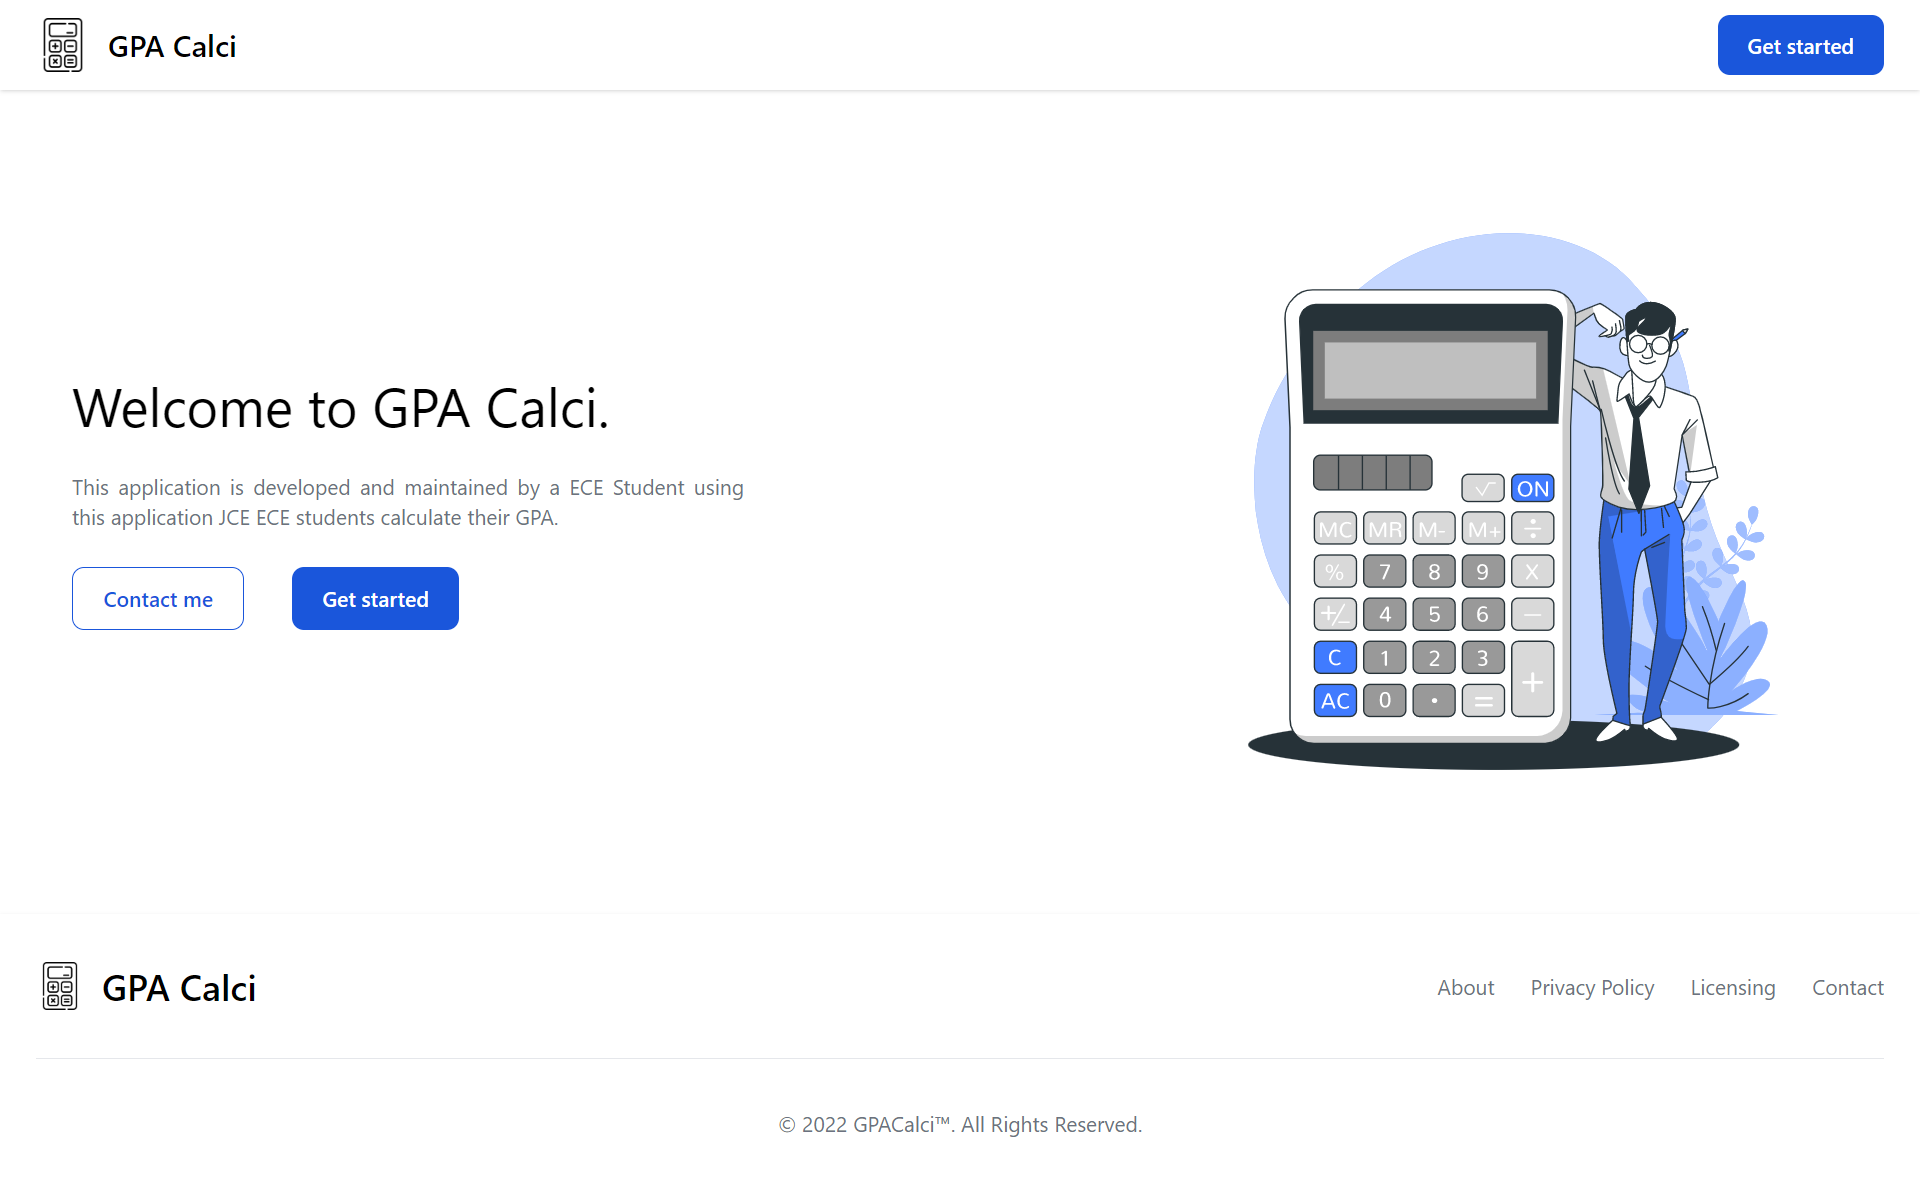 GPA Calci
Get started
Welcome to GPA Calci.
This application is developed and maintained by a ECE Student using
this application JCE ECE students calculate their GPA.
Contact me
Get started
√ ON
MC MR M- M+ ÷
% 7 8 9 X
+/_ 4 5 6 −
C 1 2 3
+
AC 0 • =
GPA Calci
About
Privacy Policy
Licensing
Contact
© 2022 GPACalci™. All Rights Reserved.